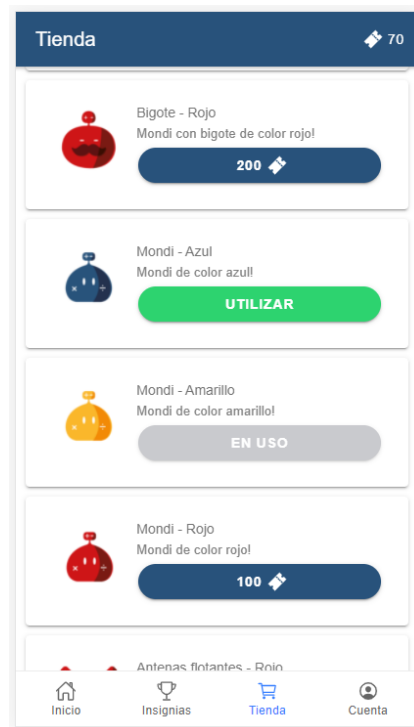 Tienda
70
Bigote - Rojo
Mondi con bigote de color rojo!
200
Mondi - Azul
Mondi de color azul!
UTILIZAR
Mondi - Amarillo
Mondi de color amarillo!
EN USO
Mondi - Rojo
Mondi de color rojo!
100
Antenas flotantes - Rojo
Inicio
Insignias
Tienda
Cuenta